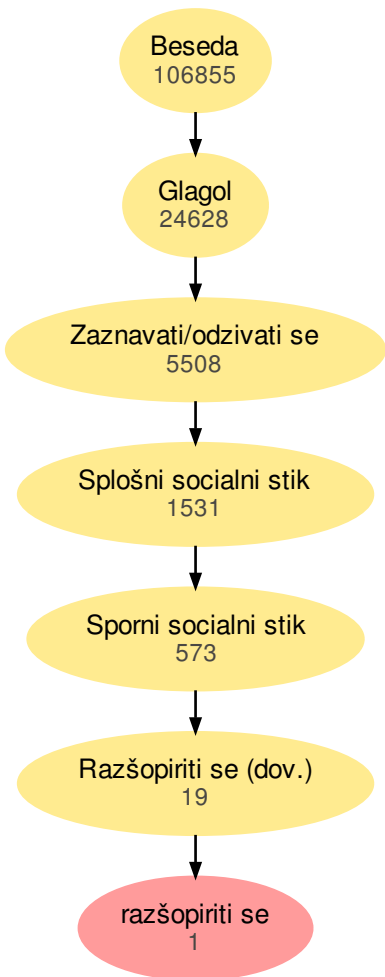 Beseda
106855
Glagol
24628
Zaznavati/odzivati se
5508
Splošni socialni stik
1531
Sporni socialni stik
573
Razšopiriti se (dov.)
19
razšopiriti se
1